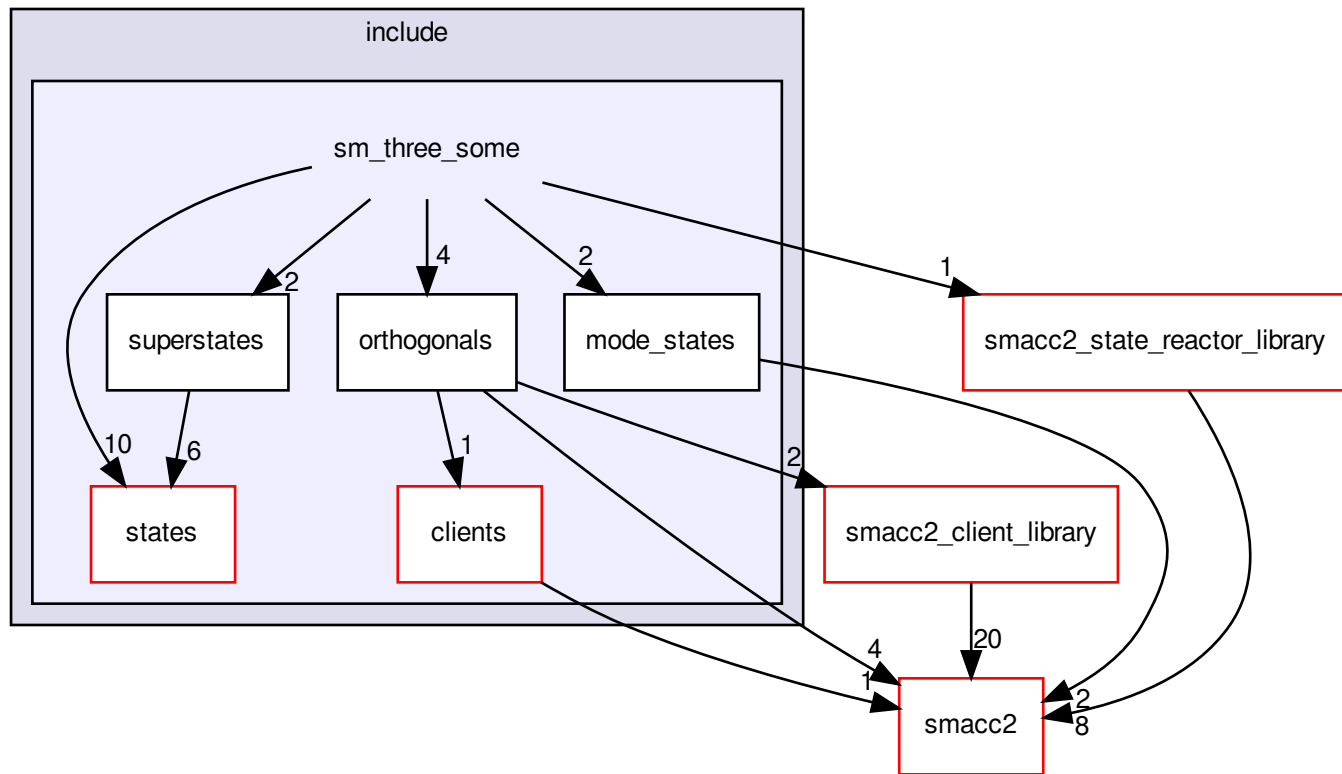 include
sm_three_some
1
2
4
2
superstates
orthogonals
mode_states
smacc2_state_reactor_library
10
6
1
2
states
clients
smacc2_client_library
4
1
20
2
8
smacc2